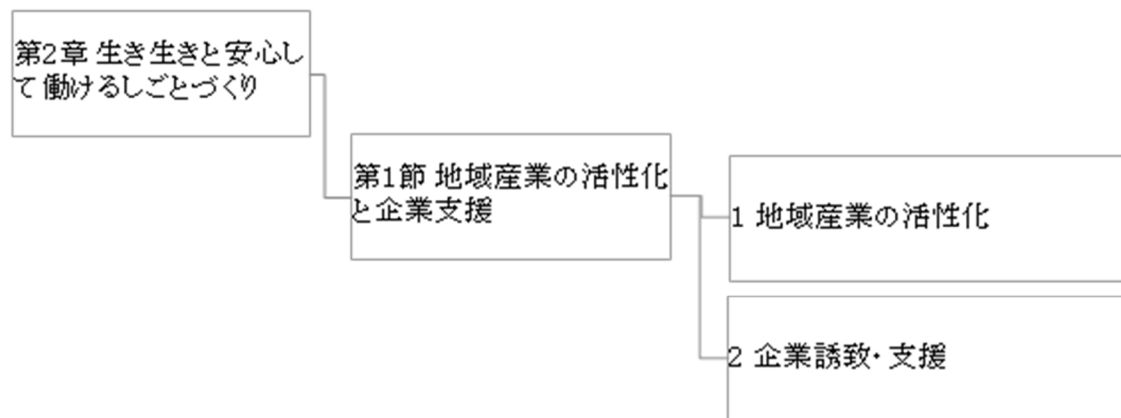 第2章 生き生きと安心し
て働けるしごとづくり
第1節 地域産業の活性化
と企業支援
1 地域産業の活性化
2 企業誘致・支援